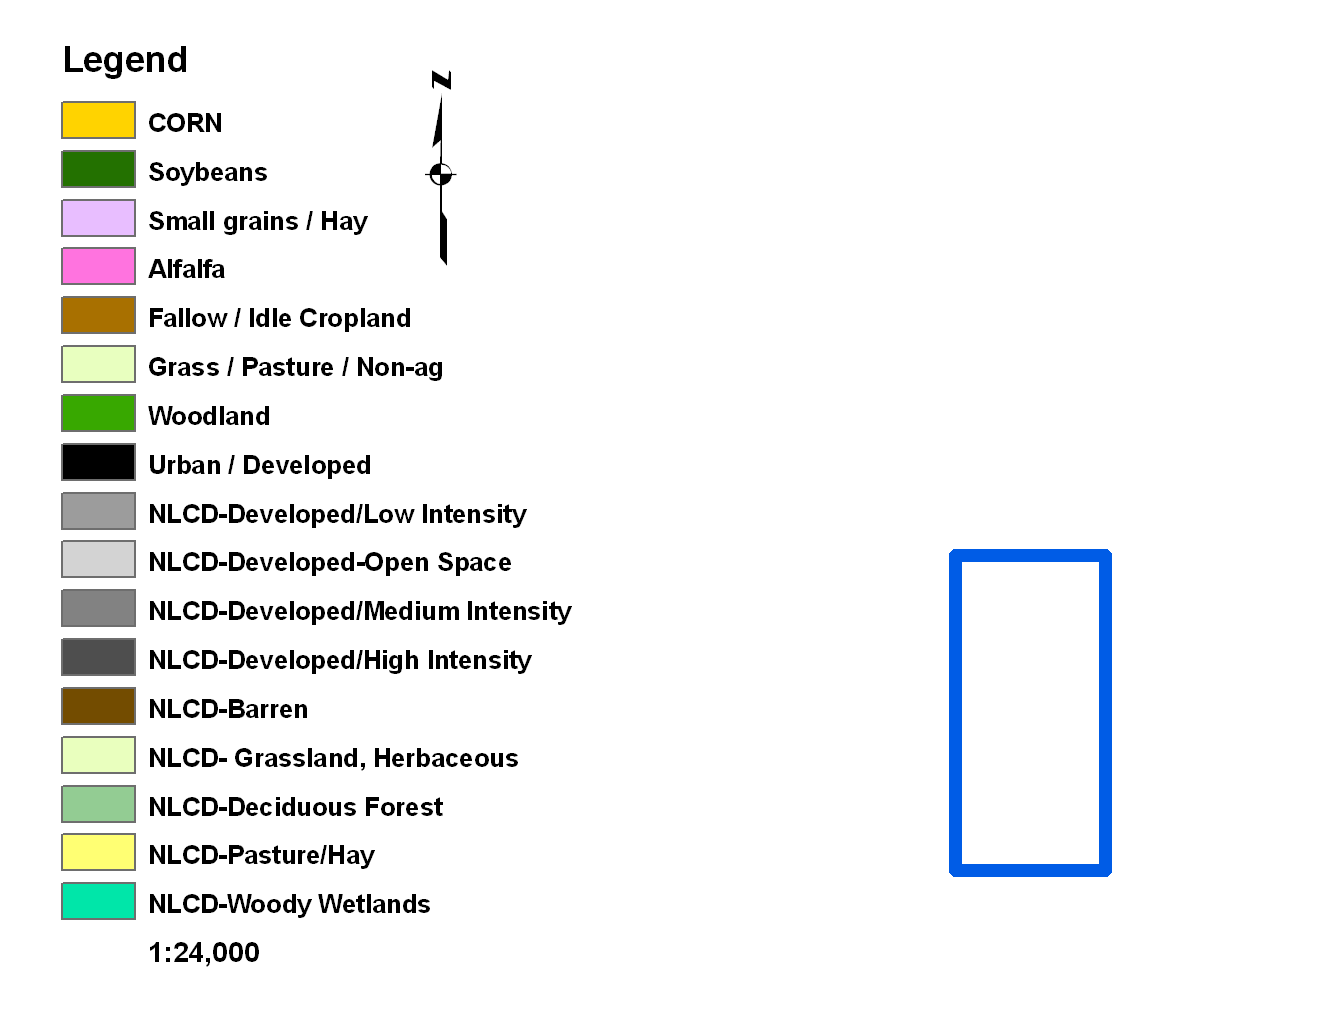 Legend
N
CORN
Soybeans
Small grains / Hay
Alfalfa
Fallow / Idle Cropland
Grass / Pasture / Non-ag
Woodland
Urban / Developed
NLCD-Developed/Low Intensity
NLCD-Developed-Open Space
NLCD-Developed/Medium Intensity
NLCD-Developed/High Intensity
NLCD-Barren
NLCD- Grassland, Herbaceous
NLCD-Deciduous Forest
NLCD-Pasture/Hay
NLCD-Woody Wetlands
1:24,000